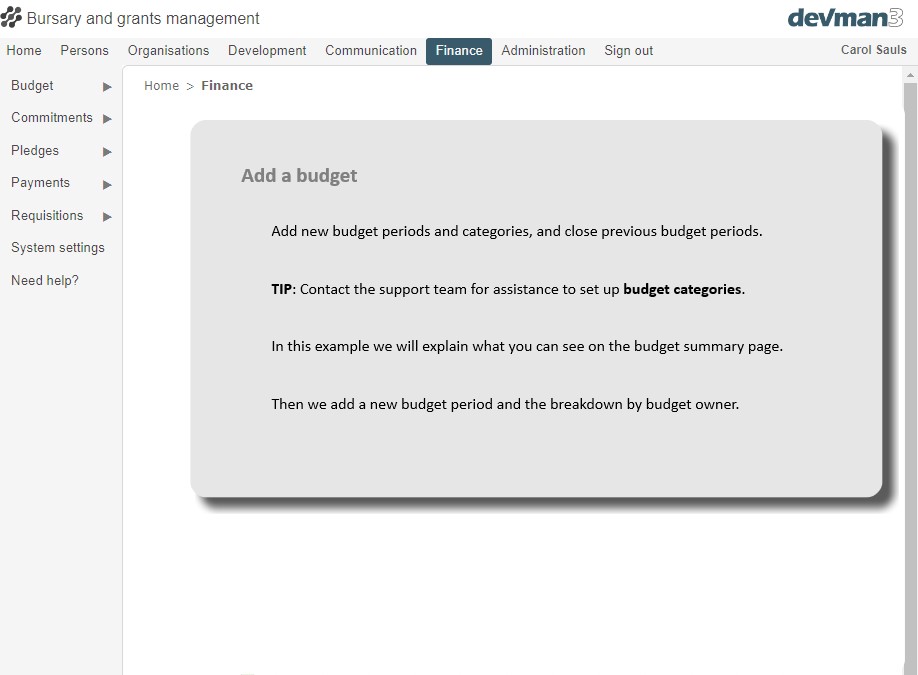 Bursary and grants management
devman3
Home Persons Organisations Development Communication Finance Administration Sign out Carol Sauls
Home > Finance
Budget
Commitments
Pledges
Payments
Requisitions
System settings
Need help?
Add a budget
Add new budget periods and categories, and close previous budget periods.
TIP: Contact the support team for assistance to set up budget categories.
In this example we will explain what you can see on the budget summary page.
Then we add a new budget period and the breakdown by budget owner.